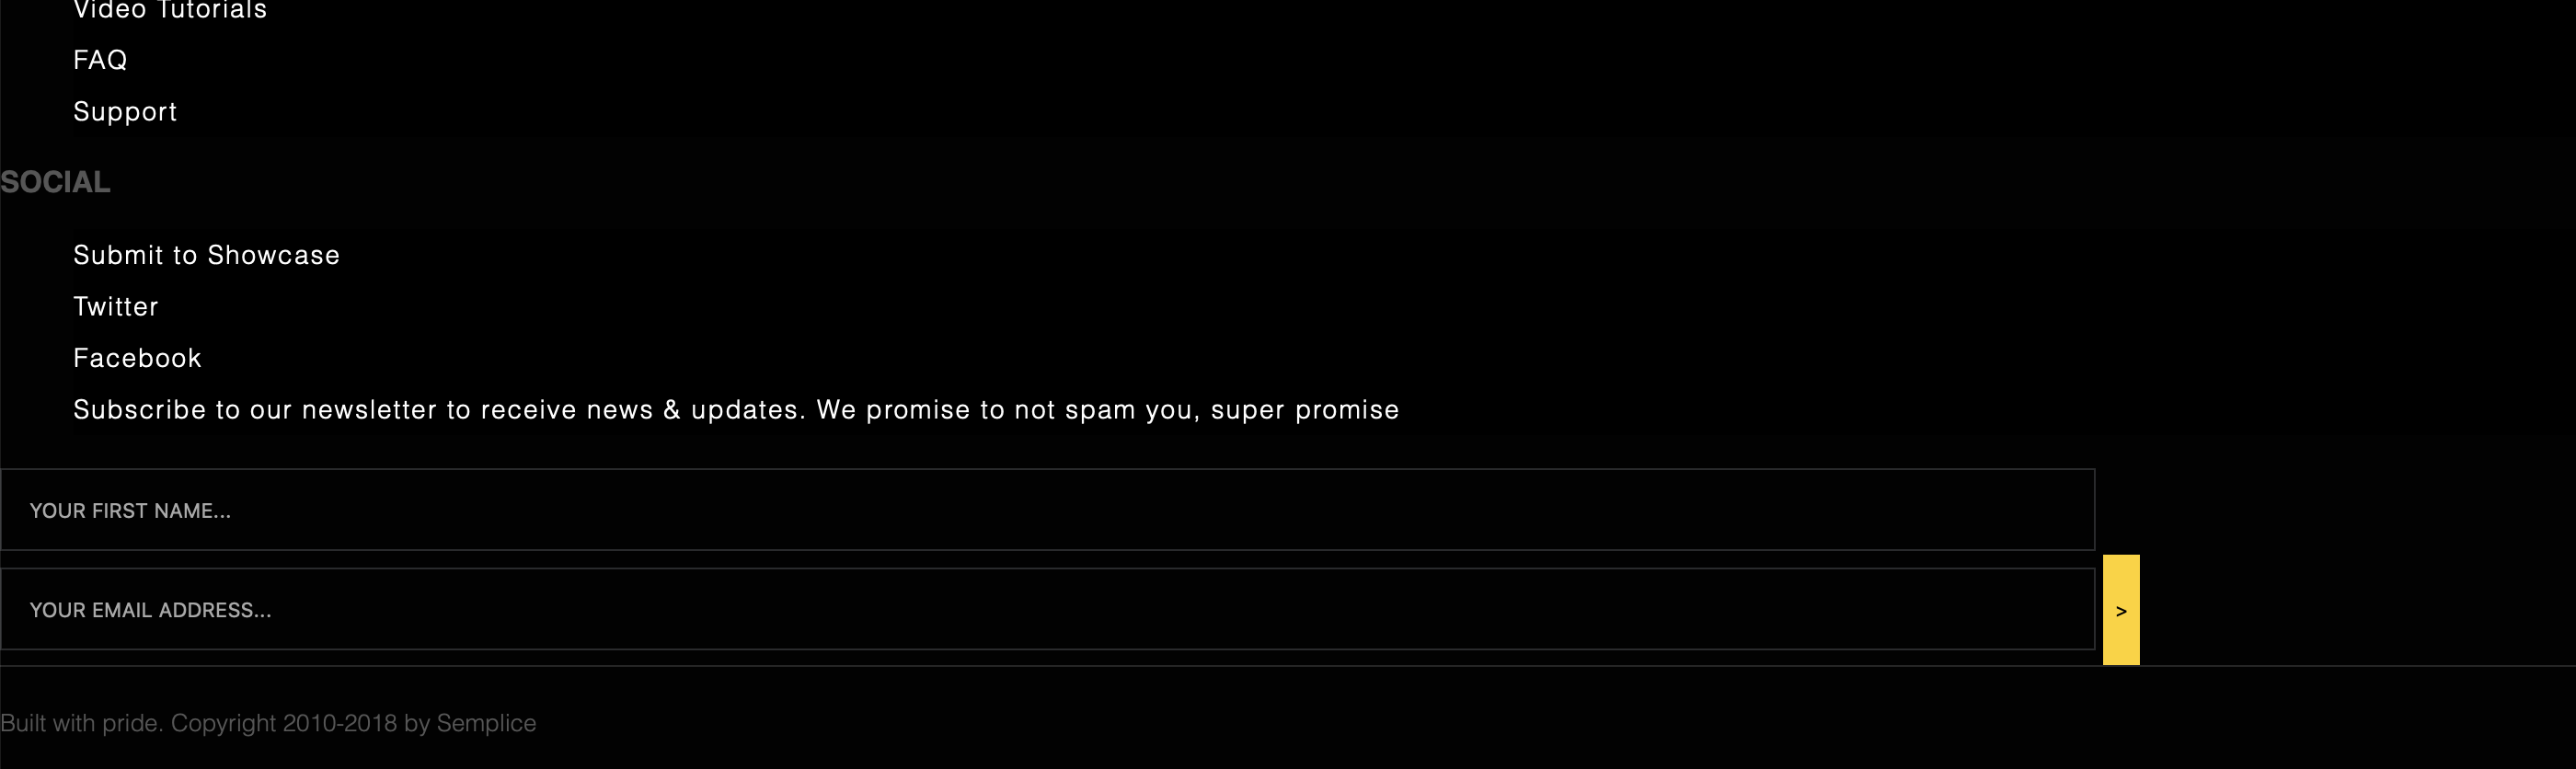 Video Tutorials
FAQ
Support
SOCIAL
Submit to Showcase
Twitter
Facebook
Subscribe to our newsletter to receive news & updates. We promise to not spam you, super promise
YOUR FIRST NAME...
YOUR EMAIL ADDRESS...
>
Built with pride. Copyright 2010-2018 by Semplice